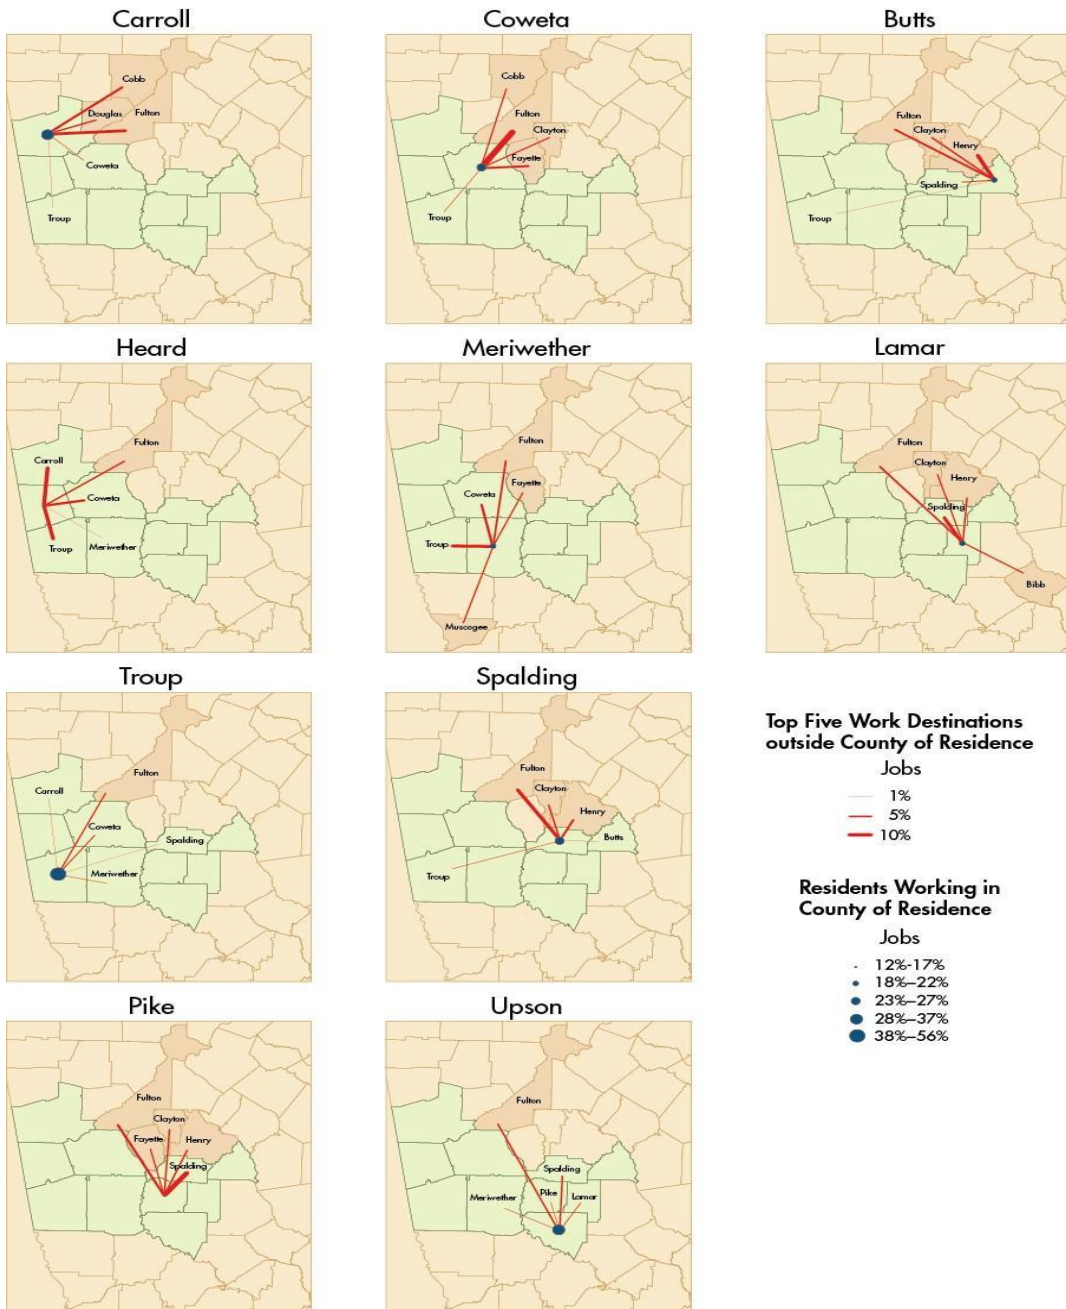 Carroll
Cobb
Douglas
Fulton
Coweta
Troup
Coweta
Cobb
Fulton
Clayton
Fayette
Troup
Butts
Fulton
Clayton
Henry
Spalding
Troup
Heard
Fulton
Carroll
Coweta
Troup
Meriwether
Meriwether
Fulton
Fayette
Coweta
Troup
Muscogee
Lamar
Fulton
Clayton
Henry
Spalding
Bibb
Troup
Fulton
Carroll
Coweta
Spalding
Meriwether
Spalding
Fulton
Clayton
Henry
Butts
Troup
Top Five Work Destinations
outside County of Residence
Jobs
1%
5%
10%
Residents Working in
County of Residence
Jobs
12%-17%
18%–22%
23%–27%
28%–37%
38%–56%
Pike
Fulton
Clayton
Fayette
Henry
Spalding
Upson
Fulton
Spalding
Meriwether
Pike
Lamar